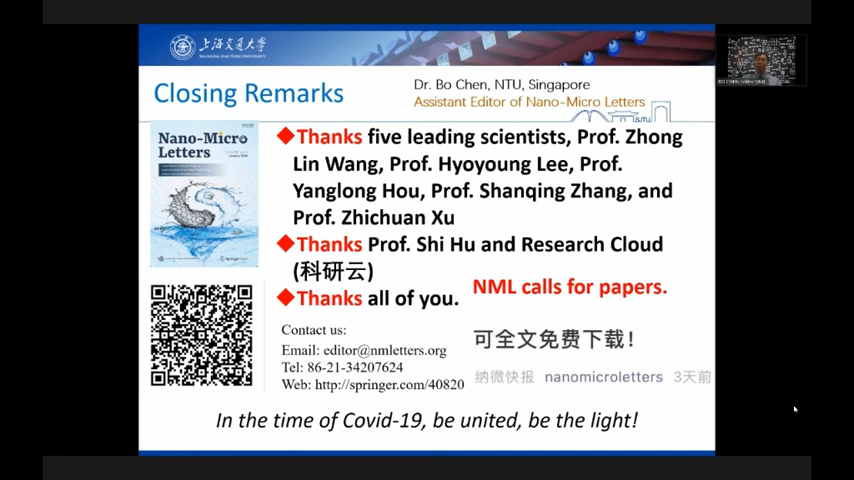 上海交通大学
SHANGHAI JIAO TONG UNIVERSITY
Closing Remarks
Dr. Bo Chen, NTU, Singapore
Assistant Editor of Nano-Micro Letters
Nano-Micro
Letters
Thanks five leading scientists, Prof. Zhong
Lin Wang, Prof. Hyoyoung Lee, Prof.
Yanglong Hou, Prof. Shanqing Zhang, and
Prof. Zhichuan Xu
Thanks Prof. Shi Hu and Research Cloud
(科研云)
Thanks all of you.
NML calls for papers.
Contact us:
Email: editor@nmletters.org
Tel: 86-21-34207624
Web: http://springer.com/40820
可全文免费下载！
纳微快报 nanomicroletters 3天前
In the time of Covid-19, be united, be the light!